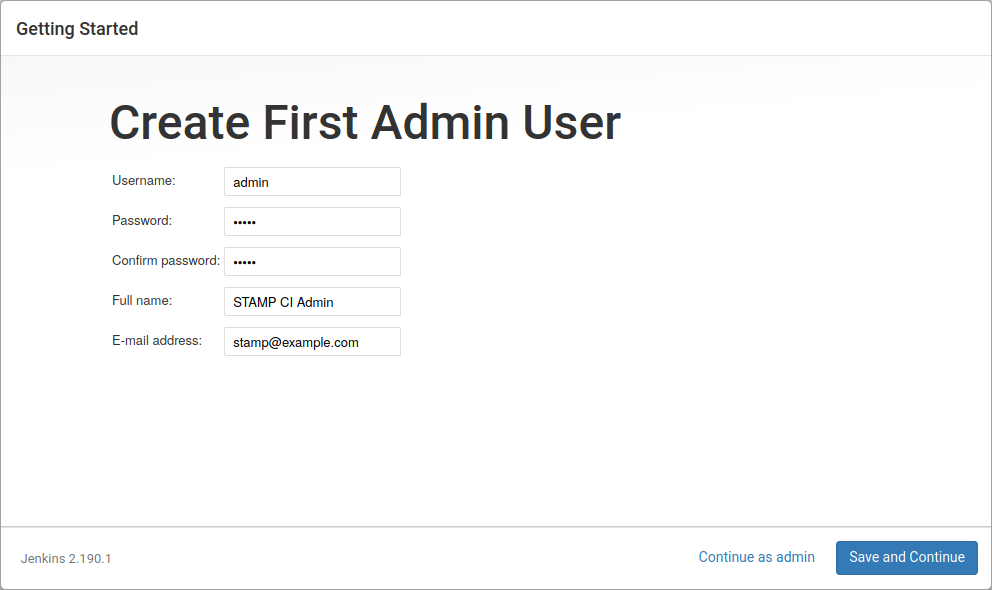 Getting Started
Create First Admin User
Username: admin
Password: •••••
Confirm password: •••••
Full name: STAMP CI Admin
E-mail address: stamp@example.com
Jenkins 2.190.1 Continue as admin Save and Continue